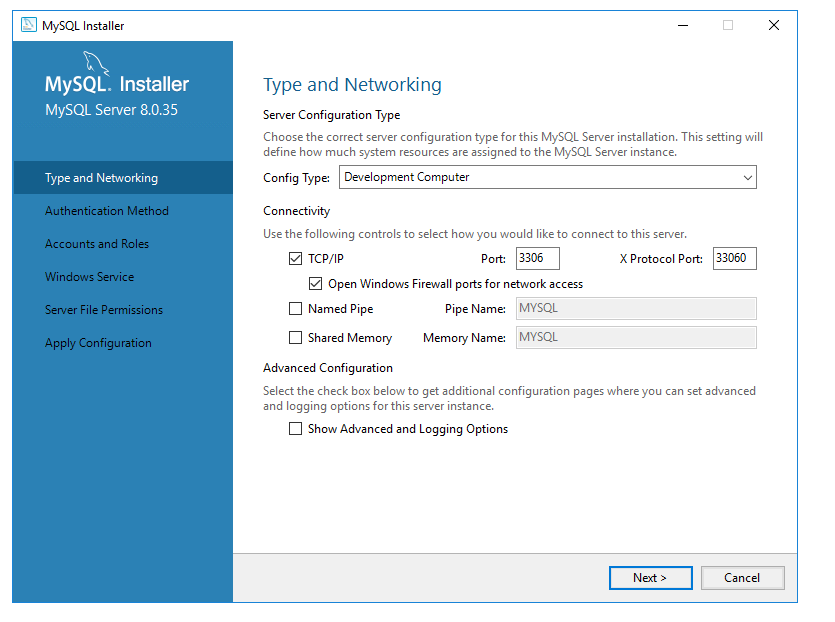 MySQL Installer
MySQL. Installer
MySQL Server 8.0.35
Type and Networking
Authentication Method
Accounts and Roles
Windows Service
Server File Permissions
Apply Configuration
Type and Networking
Server Configuration Type
Choose the correct server configuration type for this MySQL Server installation. This setting will
define how much system resources are assigned to the MySQL Server instance.
Config Type: Development Computer
Connectivity
Use the following controls to select how you would like to connect to this server.
TCP/IP Port: 3306 X Protocol Port: 33060
Open Windows Firewall ports for network access
Named Pipe Pipe Name: MYSQL
Shared Memory Memory Name: MYSQL
Advanced Configuration
Select the check box below to get additional configuration pages where you can set advanced
and logging options for this server instance.
Show Advanced and Logging Options
Next > Cancel